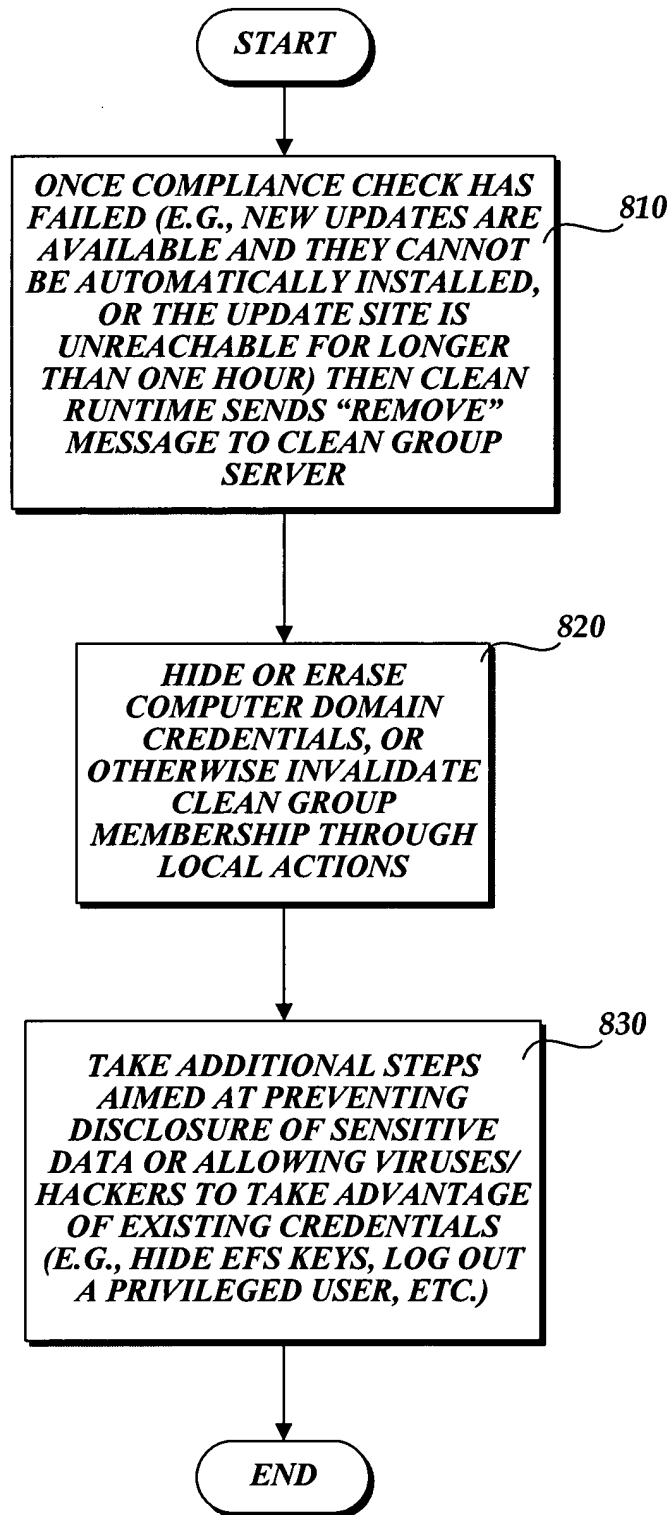 START
ONCE COMPLIANCE CHECK HAS
FAILED (E.G., NEW UPDATES ARE
AVAILABLE AND THEY CANNOT
BE AUTOMATICALLY INSTALLED,
OR THE UPDATE SITE IS
UNREACHABLE FOR LONGER
THAN ONE HOUR) THEN CLEAN
RUNTIME SENDS “REMOVE”
MESSAGE TO CLEAN GROUP
SERVER
810
HIDE OR ERASE
COMPUTER DOMAIN
CREDENTIALS, OR
OTHERWISE INVALIDATE
CLEAN GROUP
MEMBERSHIP THROUGH
LOCAL ACTIONS
820
TAKE ADDITIONAL STEPS
AIMED AT PREVENTING
DISCLOSURE OF SENSITIVE
DATA OR ALLOWING VIRUSES/
HACKERS TO TAKE ADVANTAGE
OF EXISTING CREDENTIALS
(E.G., HIDE EFS KEYS, LOG OUT
A PRIVILEGED USER, ETC.)
830
END